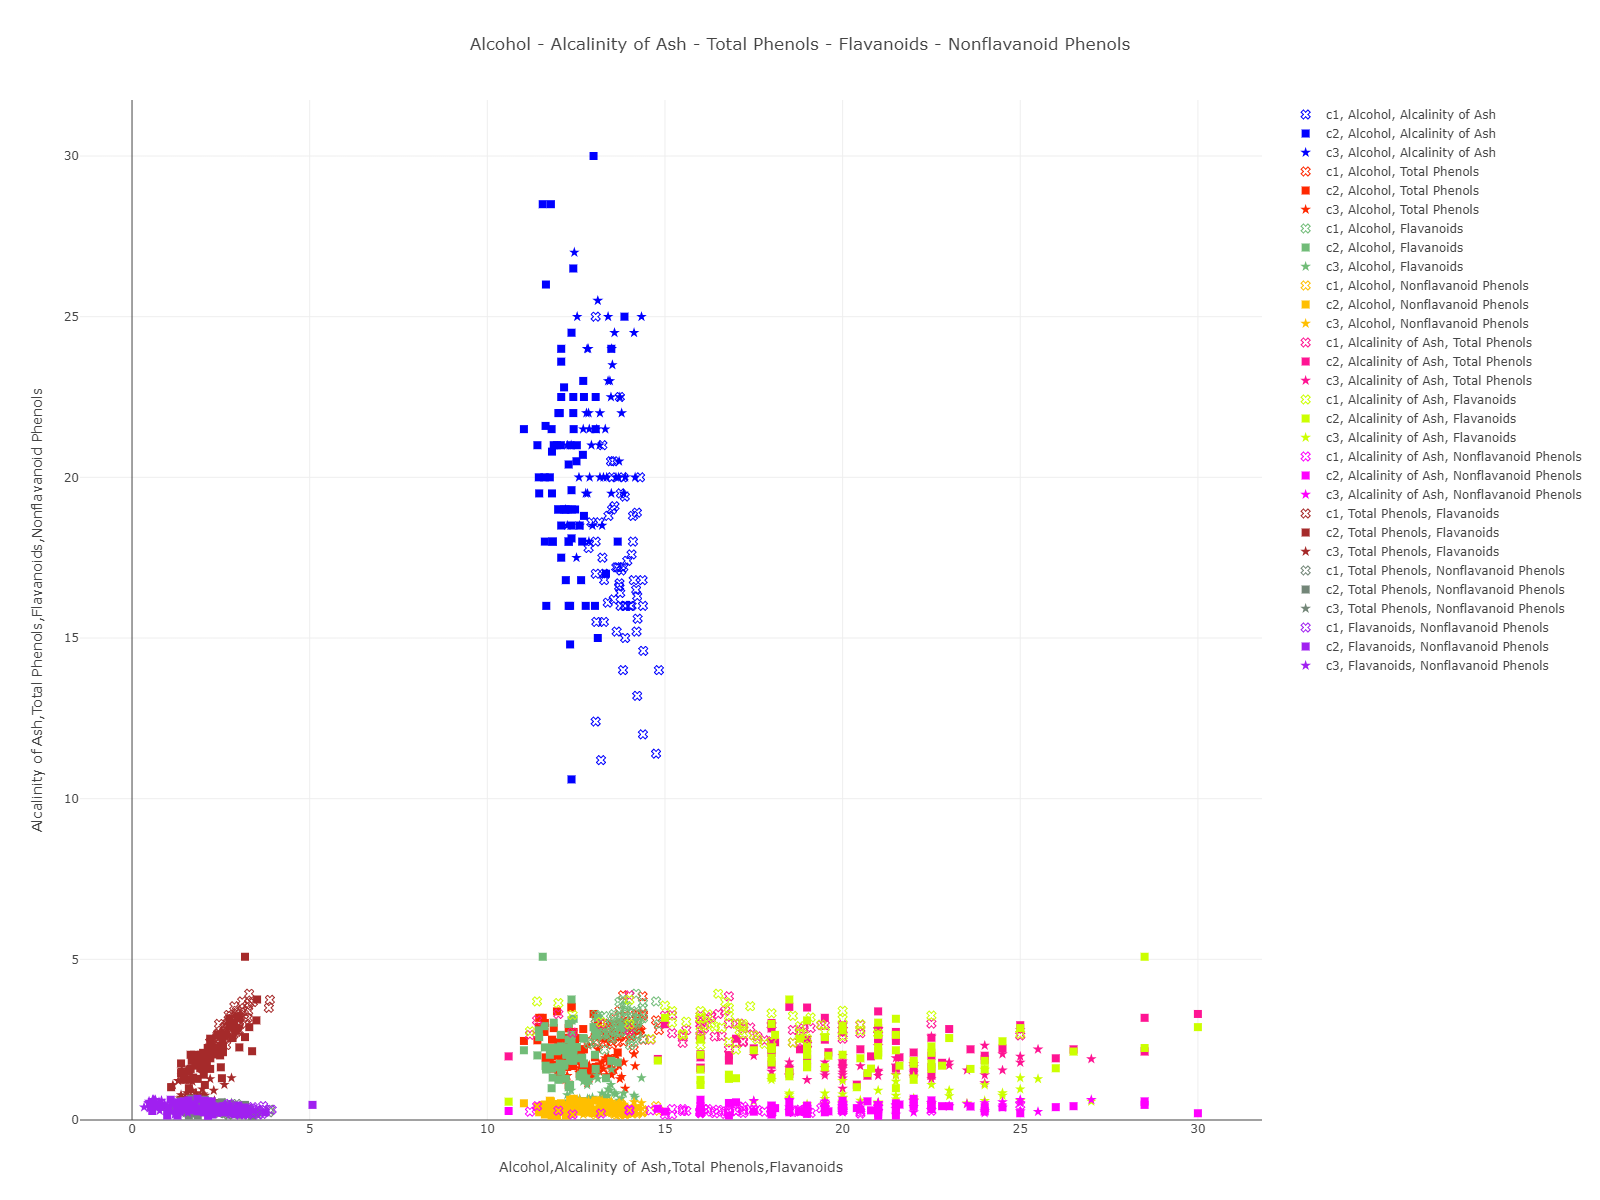 Alcohol - Alcalinity of Ash - Total Phenols - Flavanoids - Nonflavanoid Phenols
c1, Alcohol, Alcalinity of Ash
c2, Alcohol, Alcalinity of Ash
c3, Alcohol, Alcalinity of Ash
c1, Alcohol, Total Phenols
c2, Alcohol, Total Phenols
c3, Alcohol, Total Phenols
c1, Alcohol, Flavanoids
c2, Alcohol, Flavanoids
c3, Alcohol, Flavanoids
c1, Alcohol, Nonflavanoid Phenols
c2, Alcohol, Nonflavanoid Phenols
c3, Alcohol, Nonflavanoid Phenols
c1, Alcalinity of Ash, Total Phenols
c2, Alcalinity of Ash, Total Phenols
c3, Alcalinity of Ash, Total Phenols
c1, Alcalinity of Ash, Flavanoids
c2, Alcalinity of Ash, Flavanoids
c3, Alcalinity of Ash, Flavanoids
c1, Alcalinity of Ash, Nonflavanoid Phenols
c2, Alcalinity of Ash, Nonflavanoid Phenols
c3, Alcalinity of Ash, Nonflavanoid Phenols
c1, Total Phenols, Flavanoids
c2, Total Phenols, Flavanoids
c3, Total Phenols, Flavanoids
c1, Total Phenols, Nonflavanoid Phenols
c2, Total Phenols, Nonflavanoid Phenols
c3, Total Phenols, Nonflavanoid Phenols
c1, Flavanoids, Nonflavanoid Phenols
c2, Flavanoids, Nonflavanoid Phenols
c3, Flavanoids, Nonflavanoid Phenols
Alcalinity of Ash,Total Phenols,Flavanoids,Nonflavanoid Phenols
30
25
20
15
10
5
0
0 5 10 15 20 25 30
Alcohol,Alcalinity of Ash,Total Phenols,Flavanoids